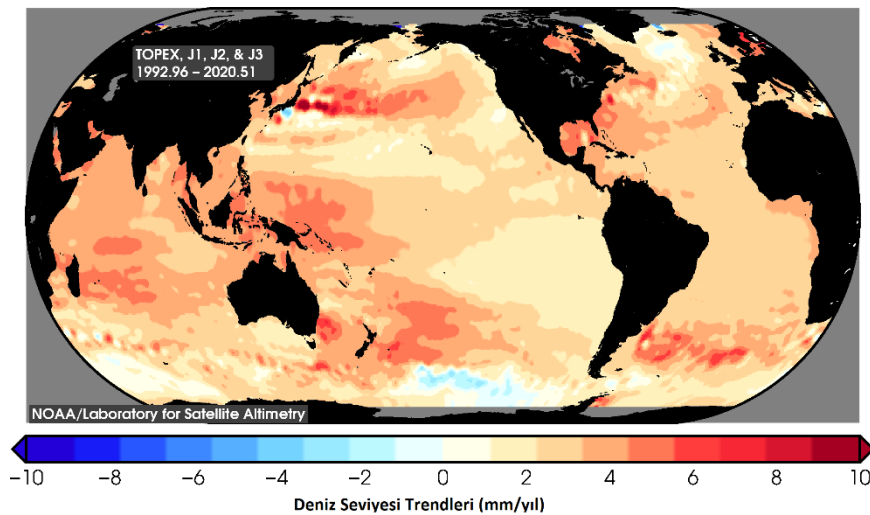 TOPEX, J1, J2, & J3
1992.96 – 2020.51
NOAA/Laboratory for Satellite Altimetry
−10 −8 −6 −4 −2 0 2 4 6 8 10
Deniz Seviyesi Trendleri (mm/yıl)